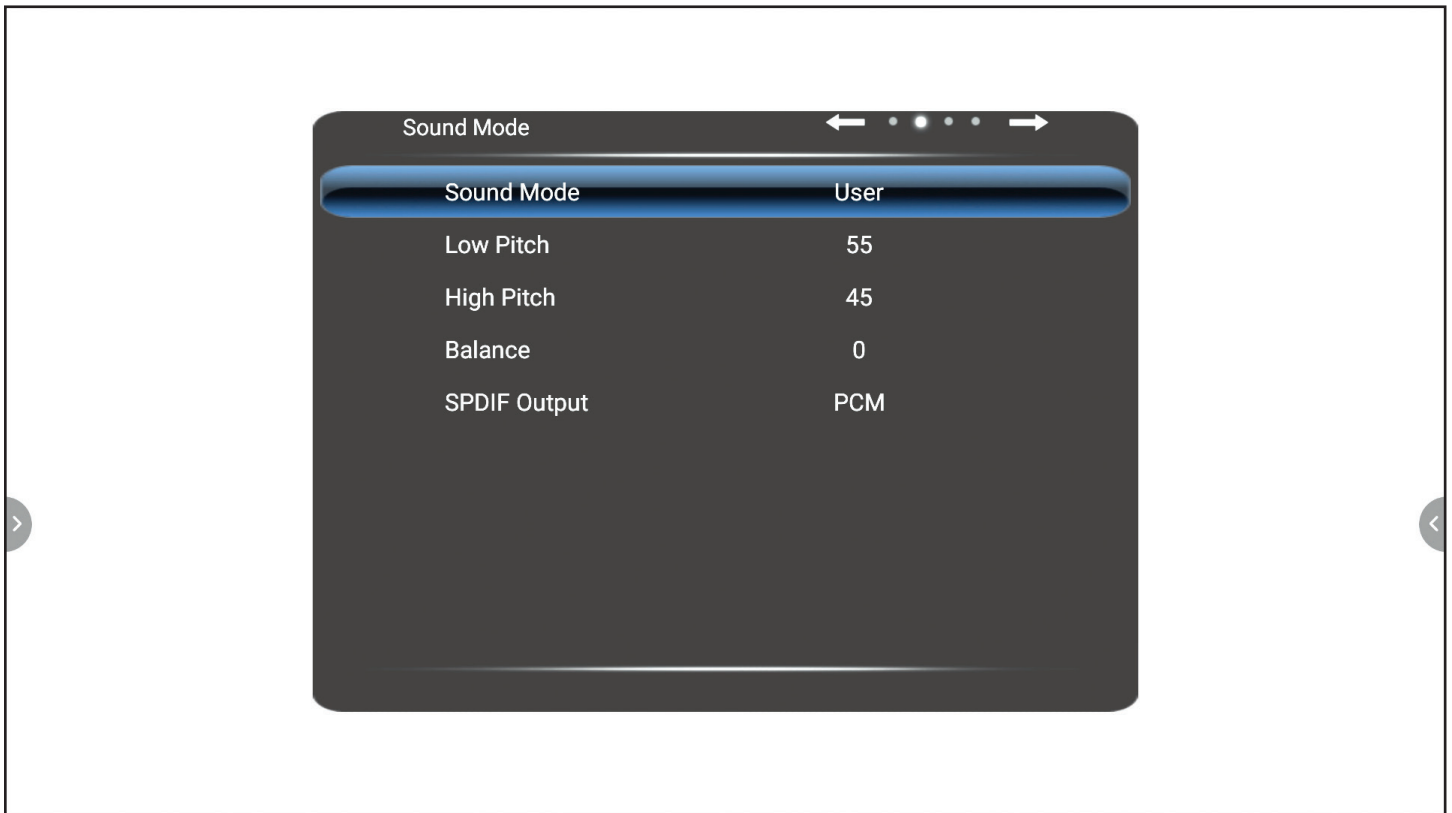 Sound Mode
Sound Mode User
Low Pitch 55
High Pitch 45
Balance 0
SPDIF Output PCM